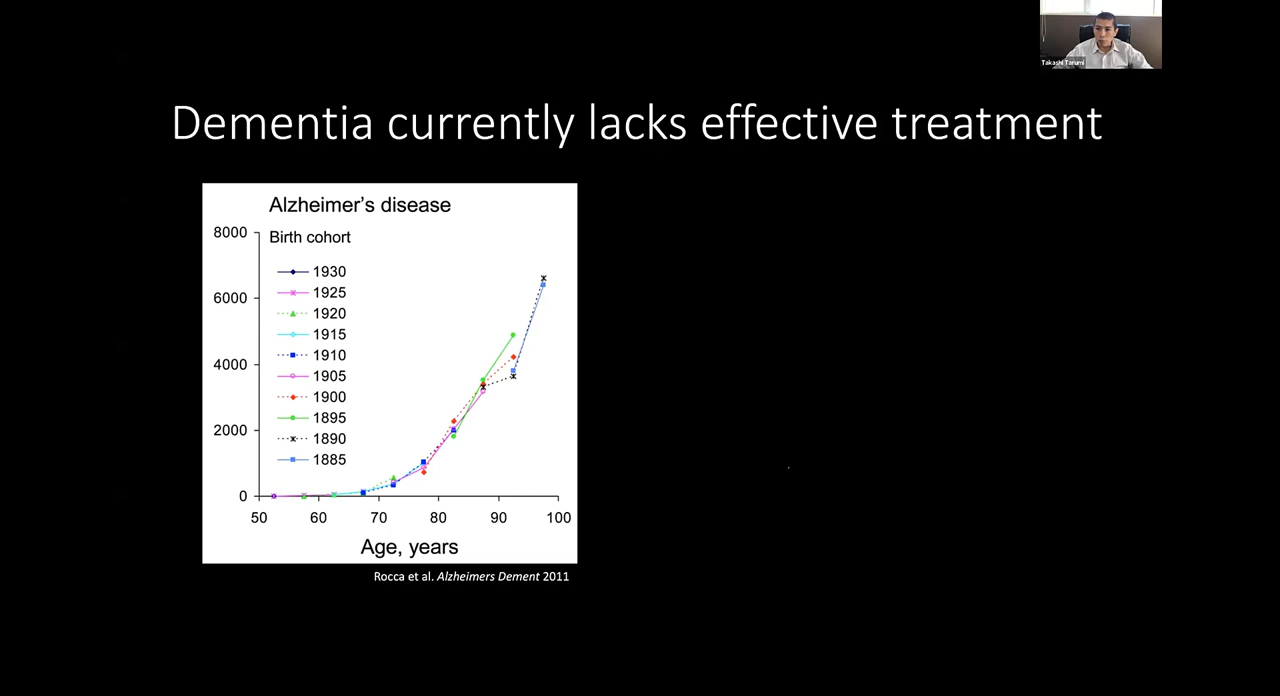 Takashi Tarumi
Dementia currently lacks effective treatment
Alzheimer's disease
Birth cohort
1930
1925
1920
1915
1910
1905
1900
1895
1890
1885
8000
6000
4000
2000
0
50 60 70 80 90 100
Age, years
Rocca et al. Alzheimers Dement 2011